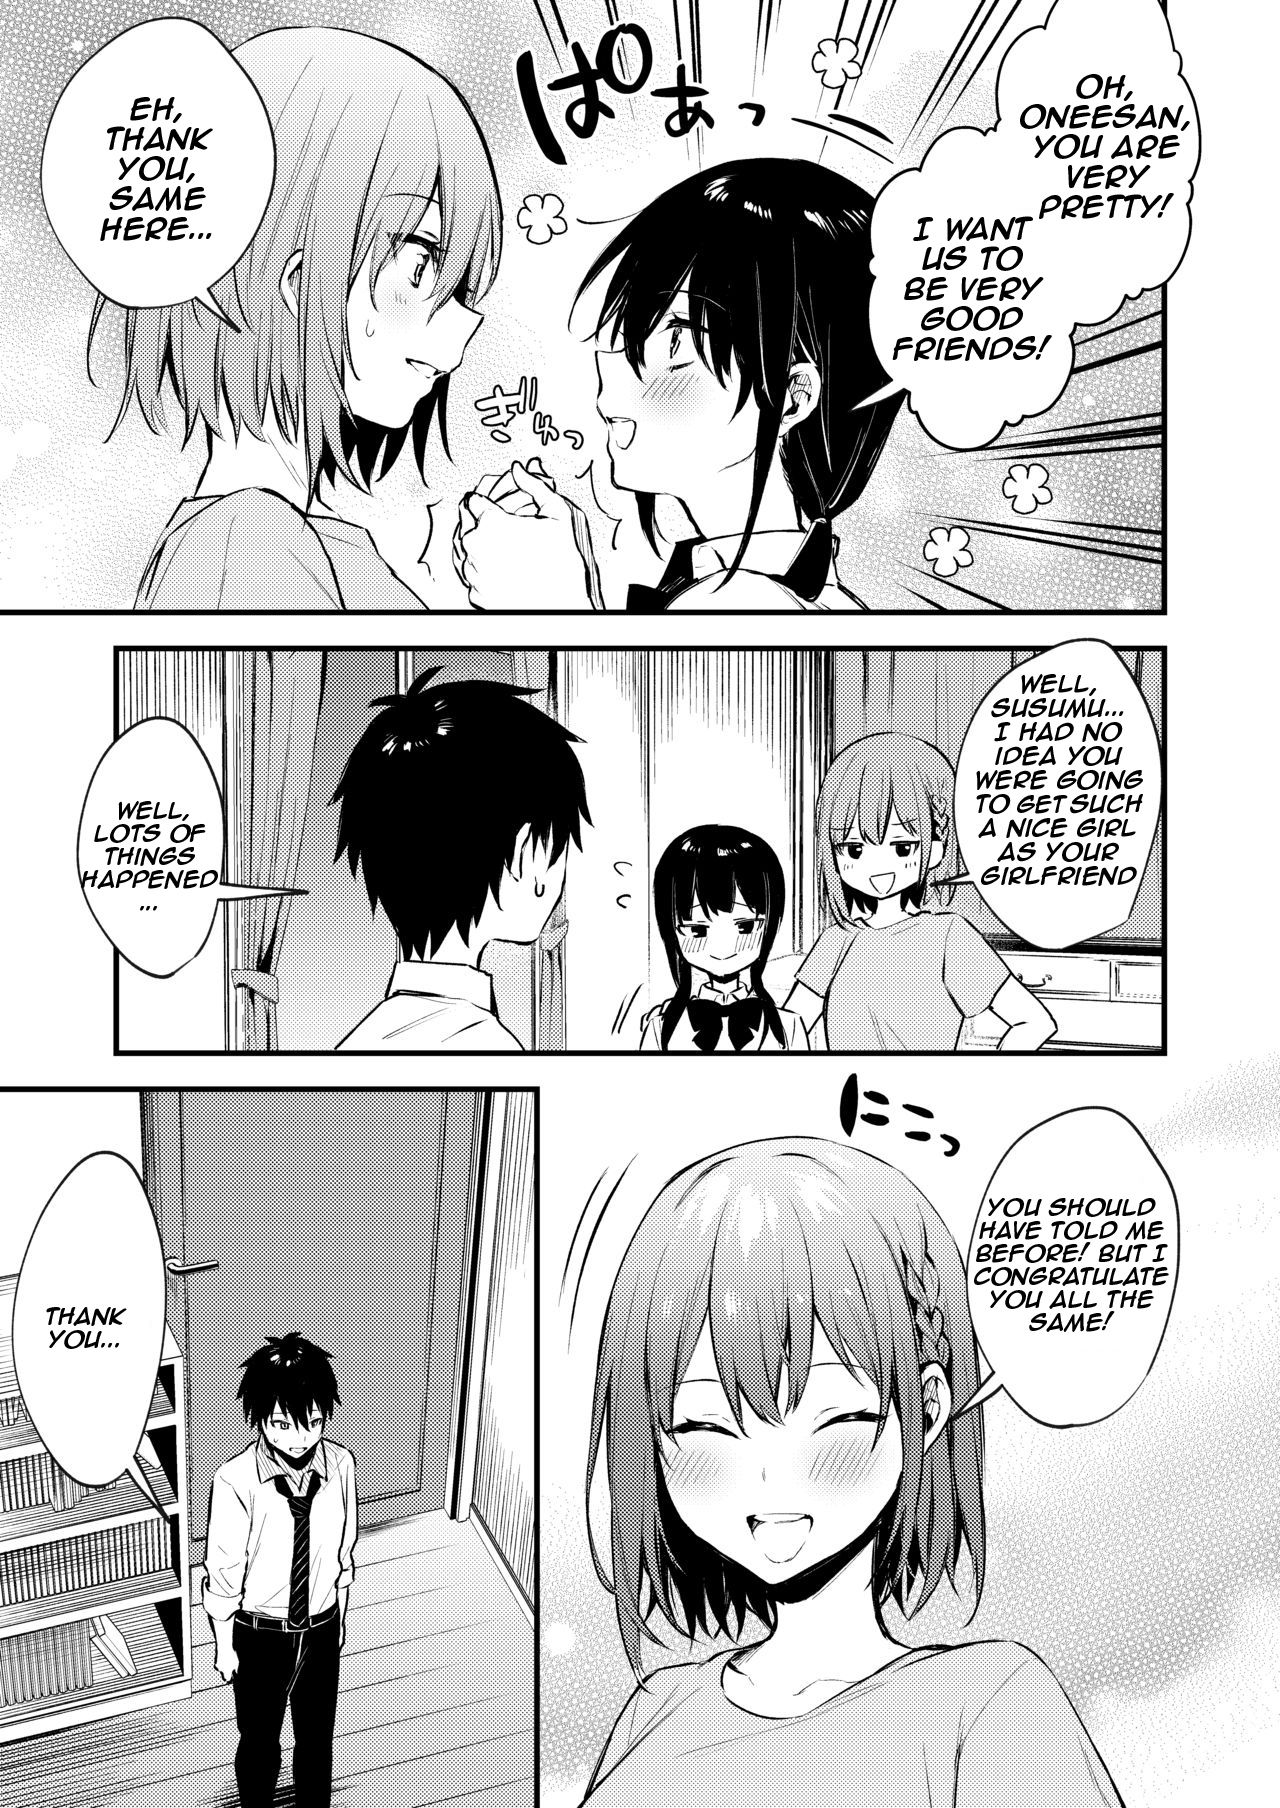 OH,
ONEESAN,
YOU ARE
VERY
PRETTY!
I WANT
US TO
BE VERY
GOOD
FRIENDS!
ぱあっ
ぎゅっ
EH,
THANK
YOU,
SAME
HERE...
WELL,
SUSUMU...
I HAD NO
IDEA YOU
WERE GOING
TO GET SUCH
A NICE GIRL
AS YOUR
GIRLFRIEND
WELL,
LOTS OF
THINGS
HAPPENED
...
にこっ
YOU SHOULD
HAVE TOLD ME
BEFORE! BUT I
CONGRATULATE
YOU ALL THE
SAME!
THANK
YOU...